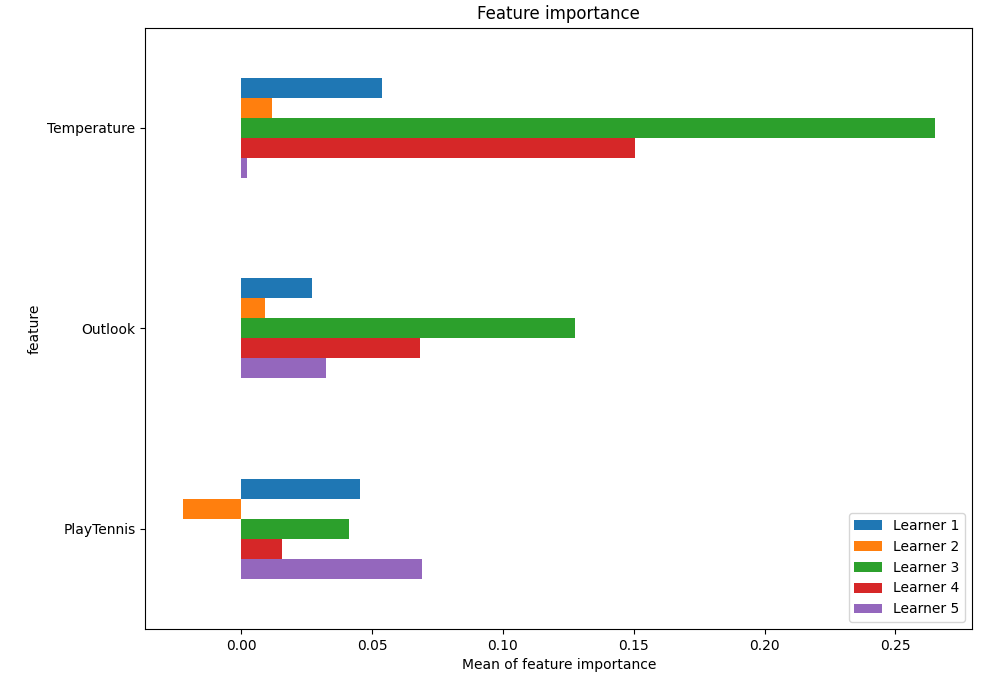 Feature importance
Temperature
Outlook
PlayTennis
feature
Learner 1
Learner 2
Learner 3
Learner 4
Learner 5
0.00 0.05 0.10 0.15 0.20 0.25
Mean of feature importance